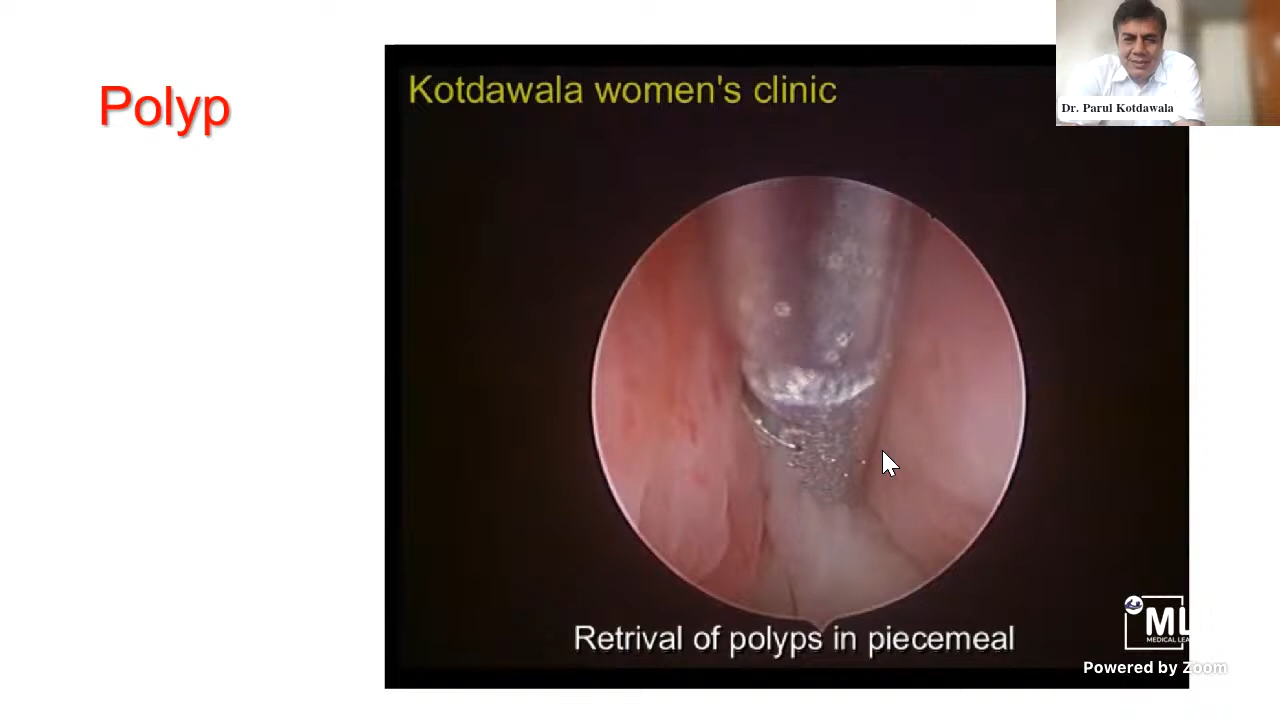 Polyp
Kotdawala women's clinic
Dr. Parul Kotdawala
Retrival of polyps in piecemeal
Powered by Zoom